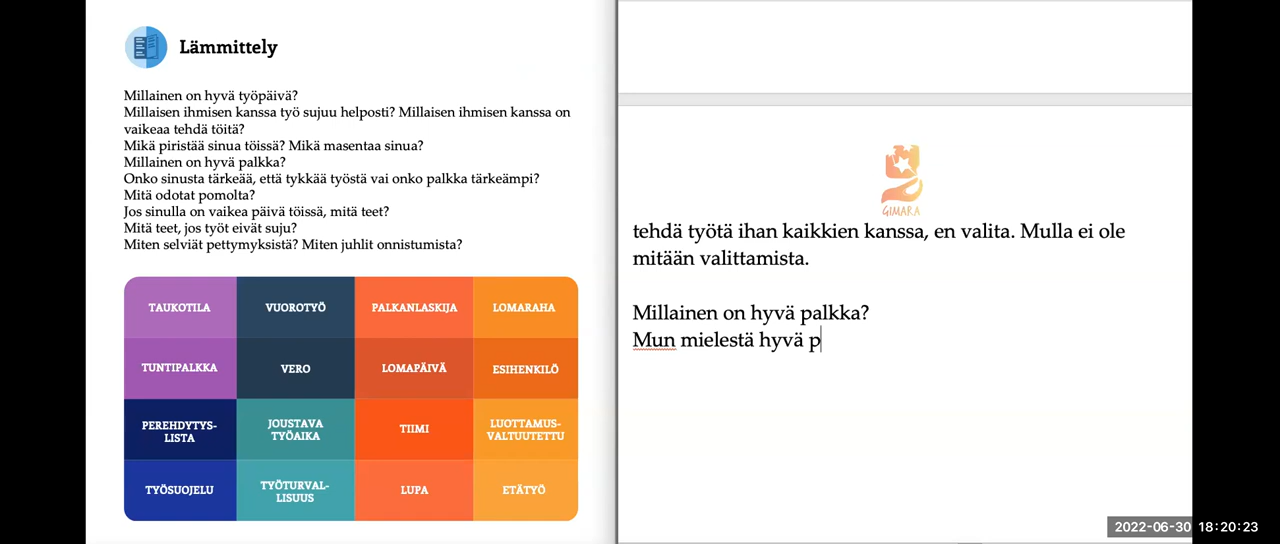 Lämmittely
Millainen on hyvä työpäivä?
Millaisen ihmisen kanssa työ sujuu helposti? Millaisen ihmisen kanssa on
vaikeaa tehdä töitä?
Mikä piristää sinua töissä? Mikä masentaa sinua?
Millainen on hyvä palkka?
Onko sinusta tärkeää, että tykkää työstä vai onko palkka tärkeämpi?
Mitä odotat pomolta?
Jos sinulla on vaikea päivä töissä, mitä teet?
Mitä teet, jos työt eivät suju?
Miten selviät pettymyksistä? Miten juhlit onnistumista?
TAUKOTILA
VUOROTYÖ
PALKANLASKIJA
LOMARAHA
TUNTIPALKKA
VERO
LOMAPÄIVÄ
ESIHENKILÖ
PEREHDYTYS-
LISTA
JOUSTAVA
TYÖAIKA
TIIMI
LUOTTAMUS-
VALTUUTETTU
TYÖSUOJELU
TYÖTURVAL-
LISUUS
LUPA
ETÄTYÖ
GIMARA
tehdä työtä ihan kaikkien kanssa, en valita. Mulla ei ole
mitään valittamista.
Millainen on hyvä palkka?
Mun mielestä hyvä p
2022-06-30 18:20:23